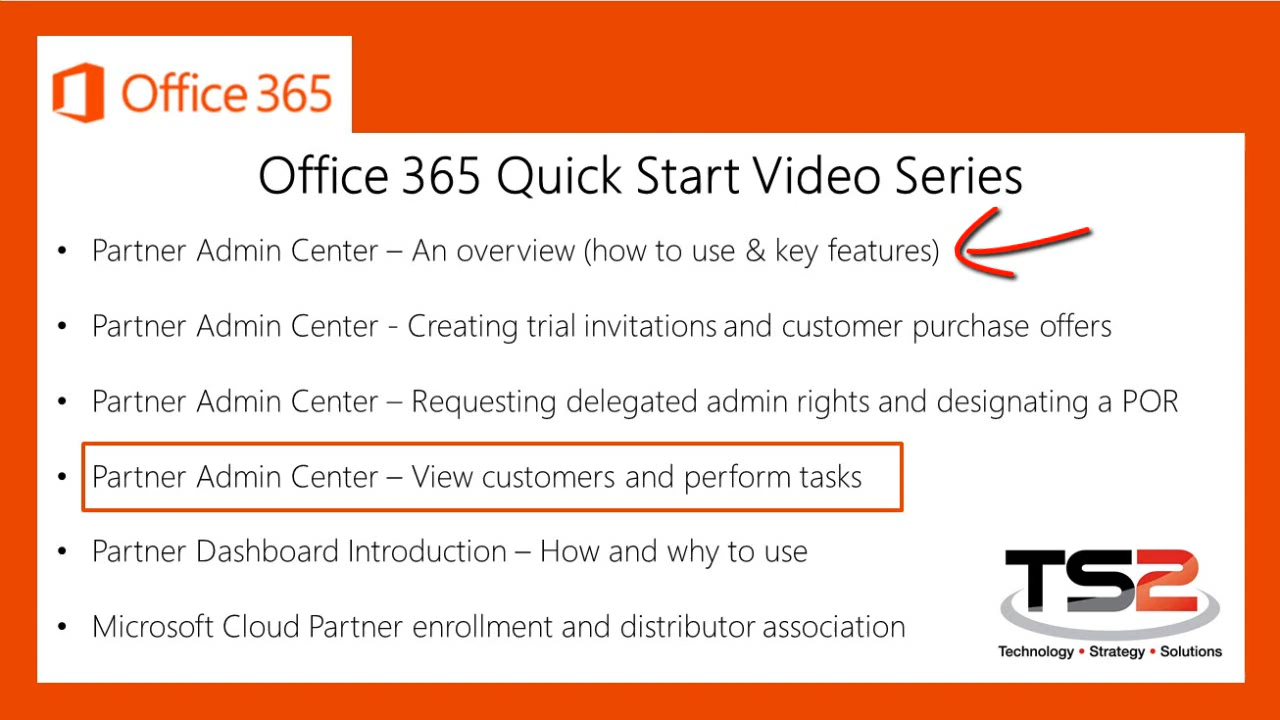 Office 365
Office 365 Quick Start Video Series
• Partner Admin Center – An overview (how to use & key features)
• Partner Admin Center - Creating trial invitations and customer purchase offers
• Partner Admin Center – Requesting delegated admin rights and designating a POR
• Partner Admin Center – View customers and perform tasks
• Partner Dashboard Introduction – How and why to use
• Microsoft Cloud Partner enrollment and distributor association
TS2
Technology • Strategy • Solutions